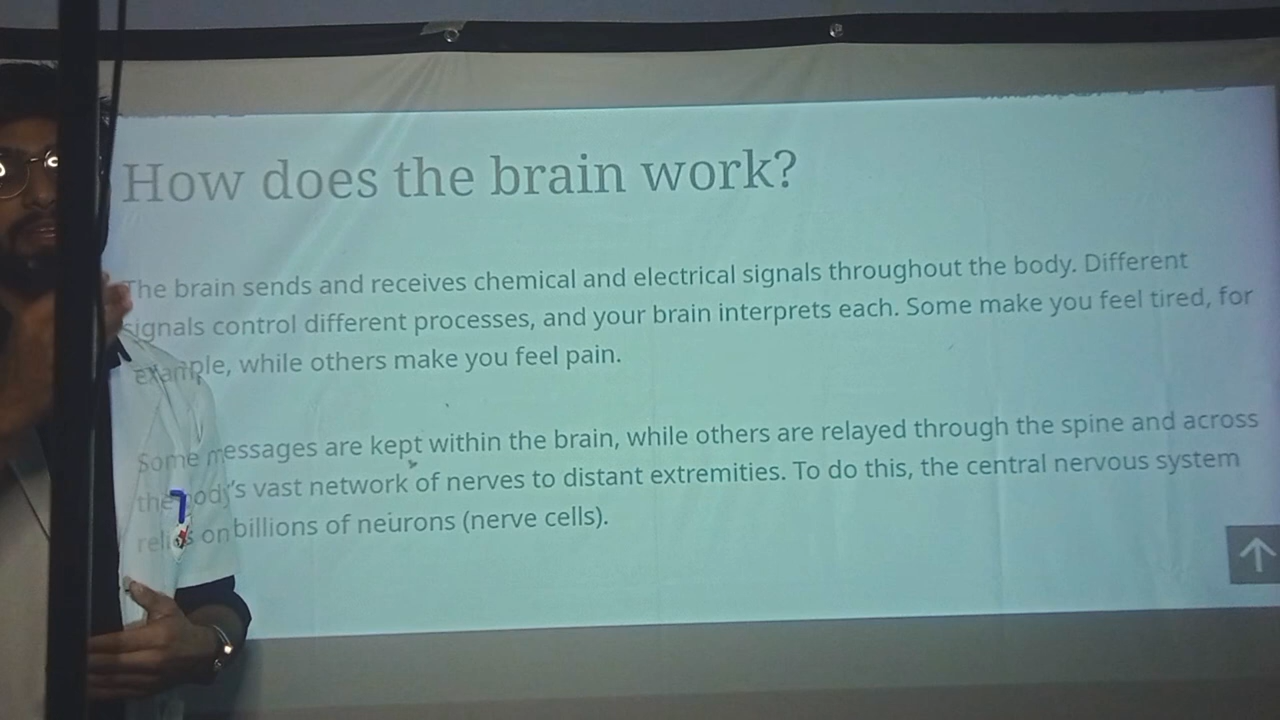 How does the brain work?
The brain sends and receives chemical and electrical signals throughout the body. Different
signals control different processes, and your brain interprets each. Some make you feel tired, for
example, while others make you feel pain.
Some messages are kept within the brain, while others are relayed through the spine and across
the body's vast network of nerves to distant extremities. To do this, the central nervous system
relies on billions of neurons (nerve cells).